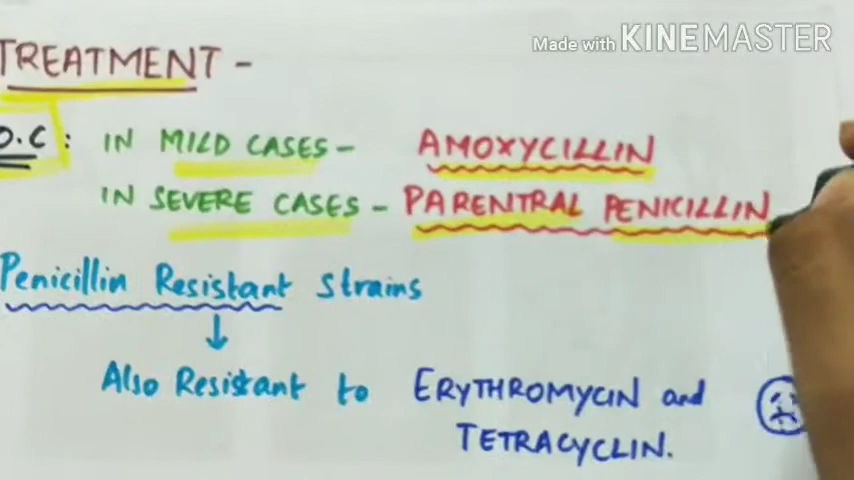 Made with KINEMASTER
TREATMENT -
D.O.C : IN MILD CASES - AMOXYCILLIN
IN SEVERE CASES - PARENTRAL PENICILLIN
Penicillin Resistant Strains
↓
Also Resistant to ERYTHROMYCIN and
TETRACYCLIN.